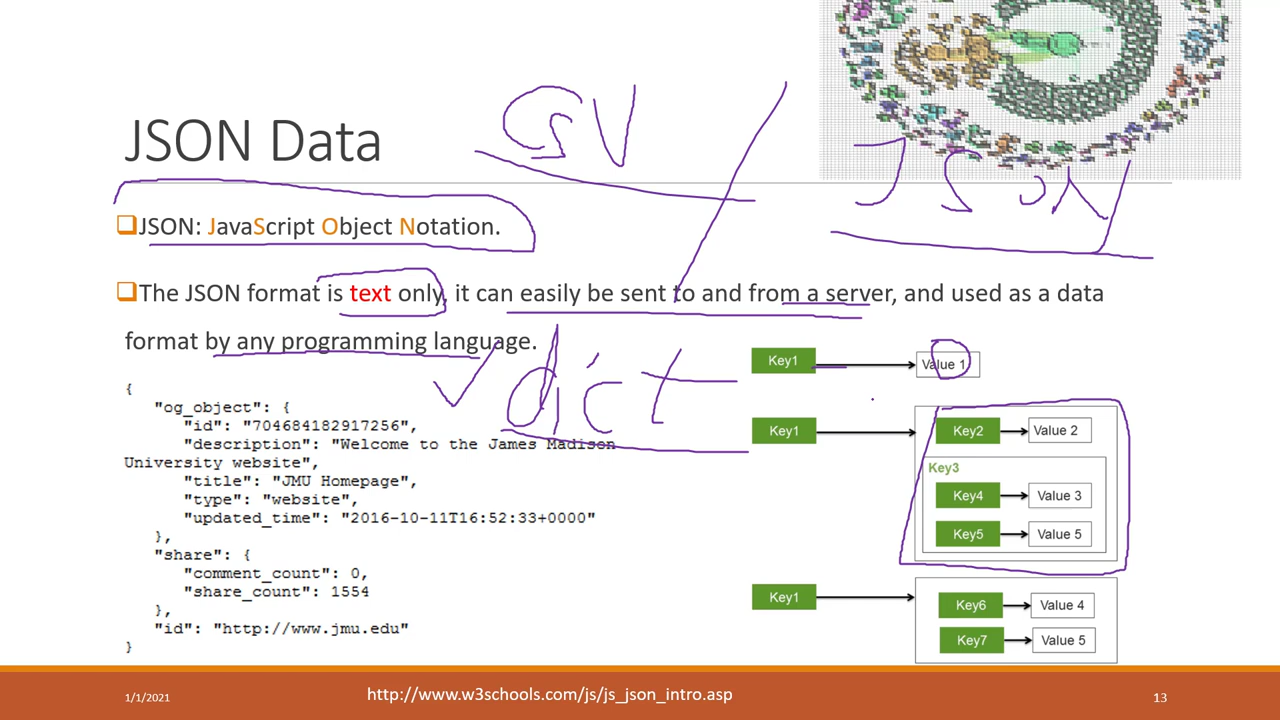 CSV
JSON Data
JSON
JSON: JavaScript Object Notation.
The JSON format is text only, it can easily be sent to and from a server, and used as a data
format by any programming language.
dict
{
"og_object": {
"id": "704684182917256",
"description": "Welcome to the James Madison
University website",
"title": "JMU Homepage",
"type": "website",
"updated_time": "2016-10-11T16:52:33+0000"
},
"share": {
"comment_count": 0,
"share_count": 1554
},
"id": "http://www.jmu.edu"
}
Key1 Value 1
Key1 Key2 Value 2
Key3
Key4 Value 3
Key5 Value 5
Key1 Key6 Value 4
Key7 Value 5
1/1/2021 http://www.w3schools.com/js/js_json_intro.asp 13